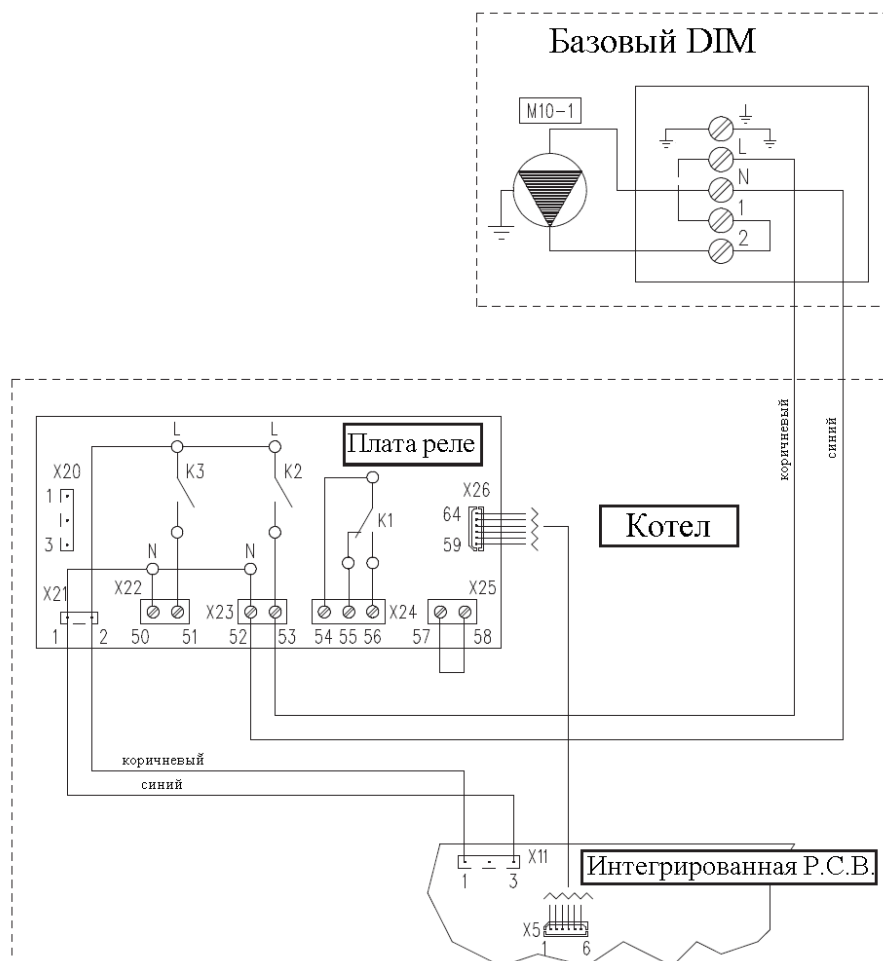 Базовый DIM
M10-1
L
N
1
2
коричневый
синий
Плата реле
L
L
X20
1
3
K3
K2
K1
X26
64
59
Котел
N
N
X21
X22
X23
X24
X25
1
2
50
51
52
53
54
55
56
57
58
коричневый
синий
X11
1
3
Интегрированная P.C.B.
X5
1
6